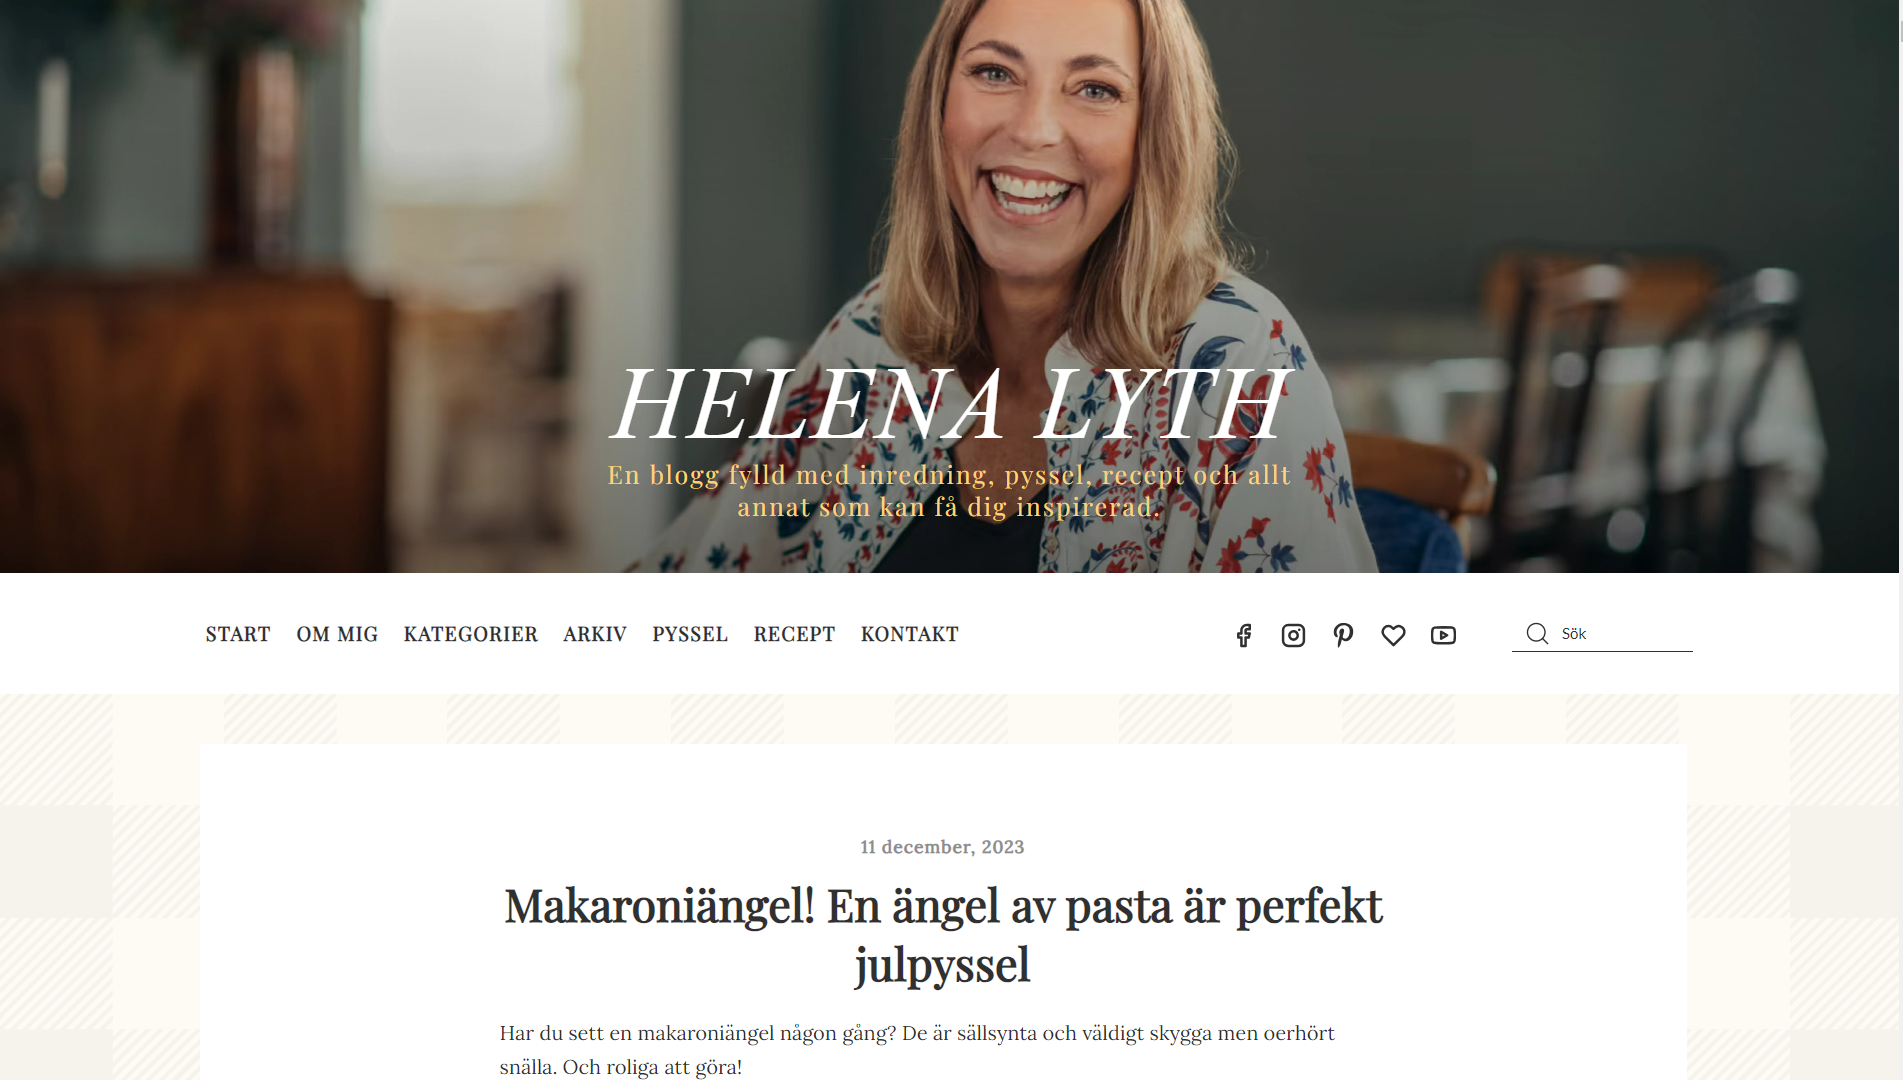 HELENA LYTH
En blogg fylld med inredning, pyssel, recept och allt
annat som kan få dig inspirerad.
START OM MIG KATEGORIER ARKIV PYSSEL RECEPT KONTAKT Sök
11 december, 2023
Makaroniängel! En ängel av pasta är perfekt
julpyssel
Har du sett en makaroniängel någon gång? De är sällsynta och väldigt skygga men oerhört
snälla. Och roliga att göra!